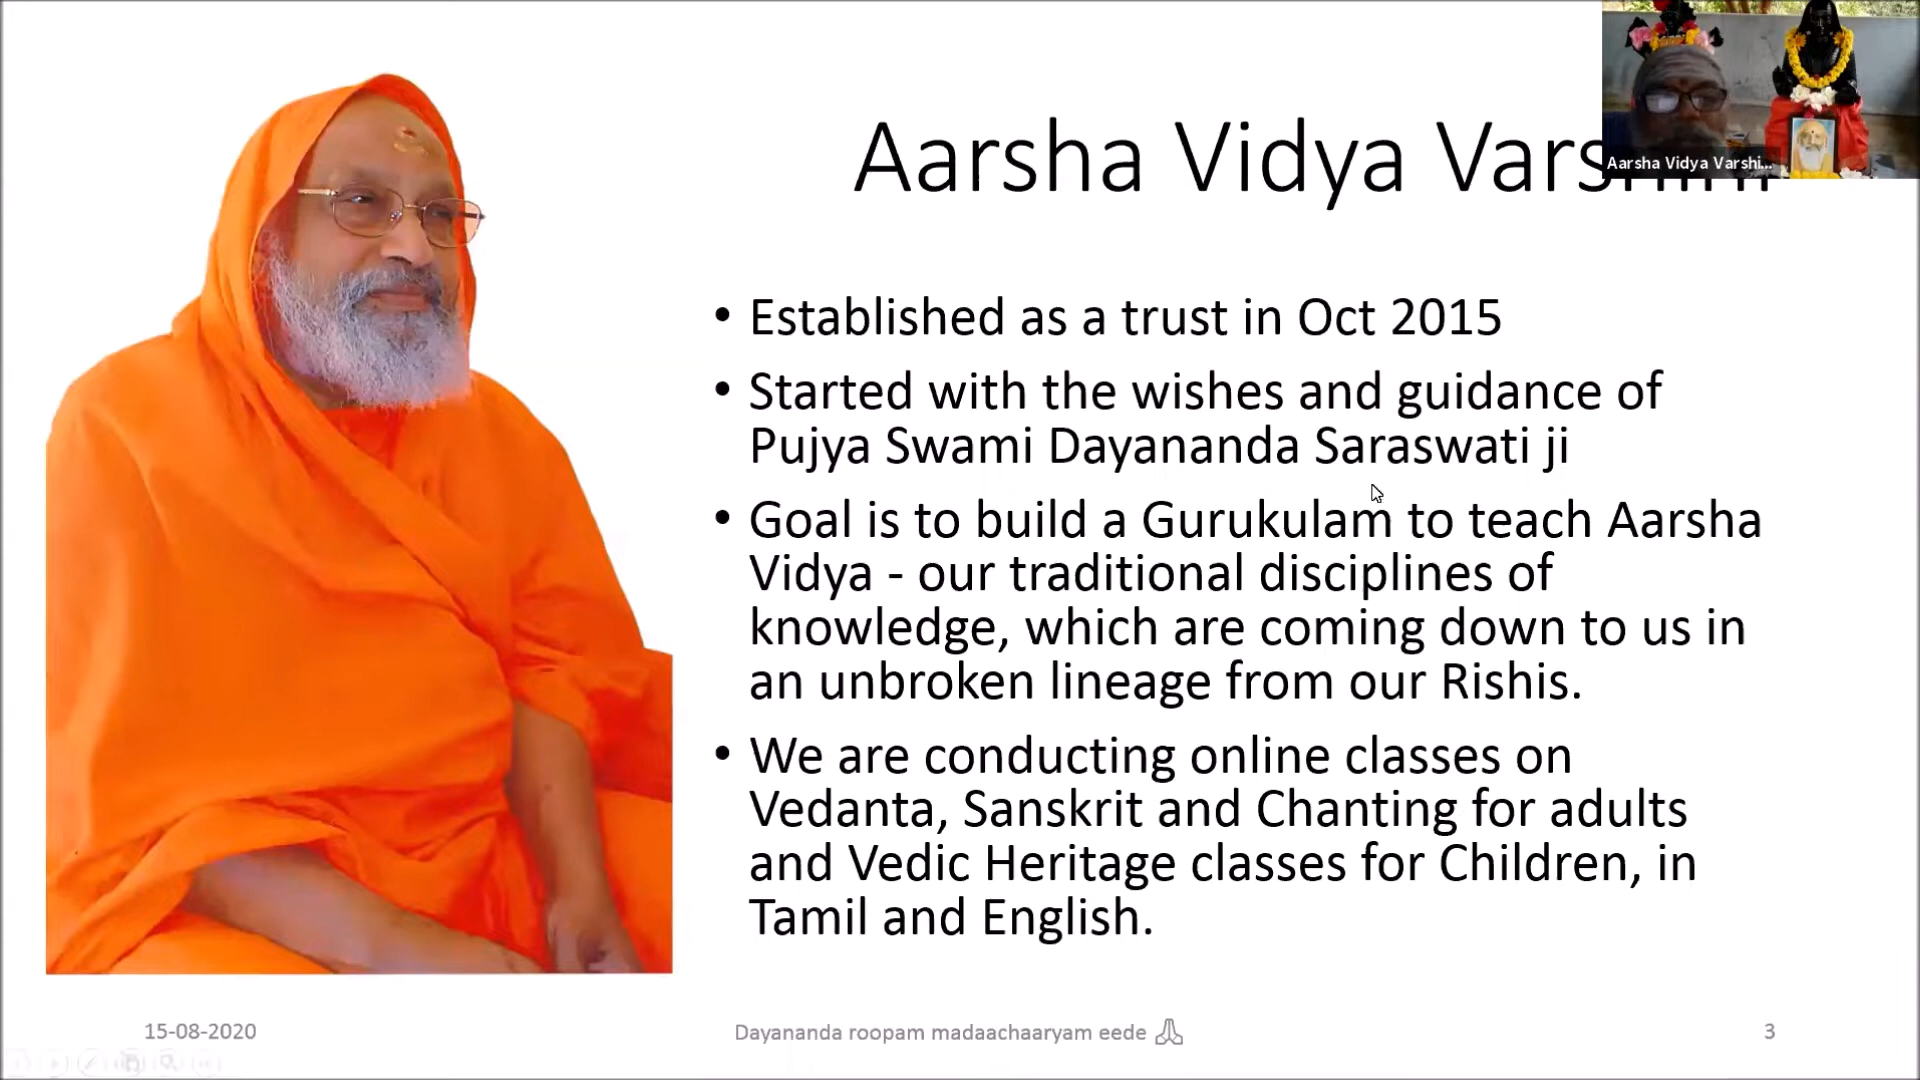 Aarsha Vidya Varshini
Aarsha Vidya Varshi...
• Established as a trust in Oct 2015
• Started with the wishes and guidance of
Pujya Swami Dayananda Saraswati ji
• Goal is to build a Gurukulam to teach Aarsha
Vidya - our traditional disciplines of
knowledge, which are coming down to us in
an unbroken lineage from our Rishis.
• We are conducting online classes on
Vedanta, Sanskrit and Chanting for adults
and Vedic Heritage classes for Children, in
Tamil and English.
15-08-2020
Dayananda roopam madaachaaryam eede 🙏
3